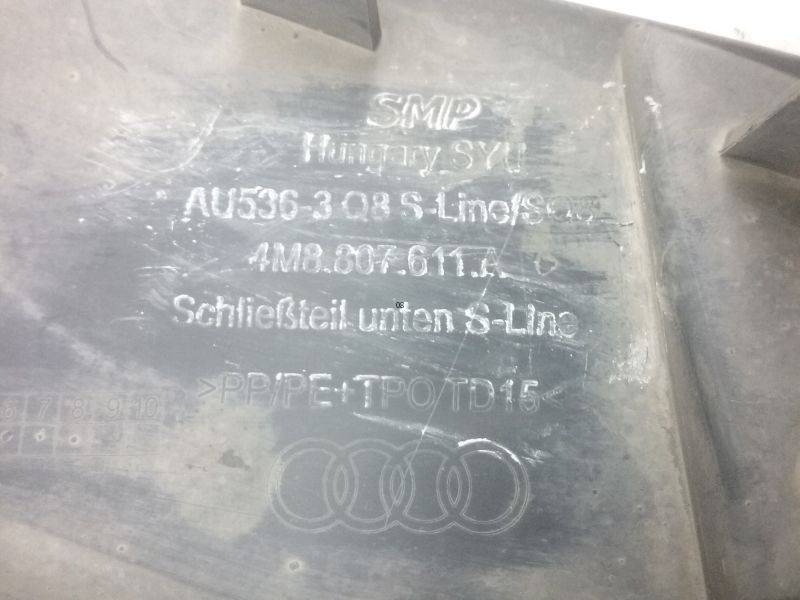 SMP
Hungary SYU
AU536-3 Q8 S-Line/SQ8
4M8.807.611.A
Schließteil unten S-Line
>PP/PE+TPO TD15<
7 8 9 10